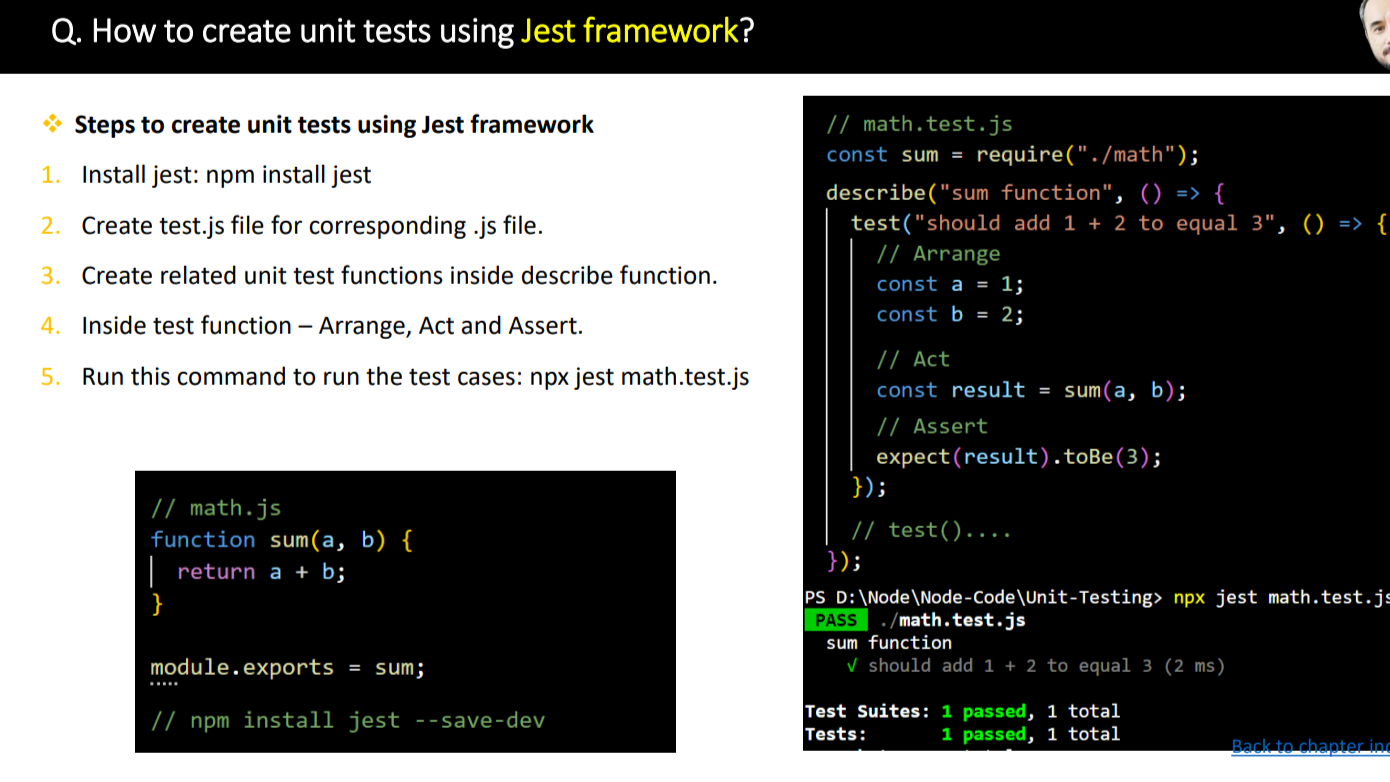 Q. How to create unit tests using Jest framework?
❖ Steps to create unit tests using Jest framework
1. Install jest: npm install jest
2. Create test.js file for corresponding .js file.
3. Create related unit test functions inside describe function.
4. Inside test function – Arrange, Act and Assert.
5. Run this command to run the test cases: npx jest math.test.js
// math.js
function sum(a, b) {
return a + b;
}
module.exports = sum;
// npm install jest --save-dev
// math.test.js
const sum = require("./math");
describe("sum function", () => {
test("should add 1 + 2 to equal 3", () => {
// Arrange
const a = 1;
const b = 2;
// Act
const result = sum(a, b);
// Assert
expect(result).toBe(3);
});
// test()....
});
PS D:\Node\Node-Code\Unit-Testing> npx jest math.test.js
PASS ./math.test.js
sum function
√ should add 1 + 2 to equal 3 (2 ms)
Test Suites: 1 passed, 1 total
Tests: 1 passed, 1 total
Back to chapter